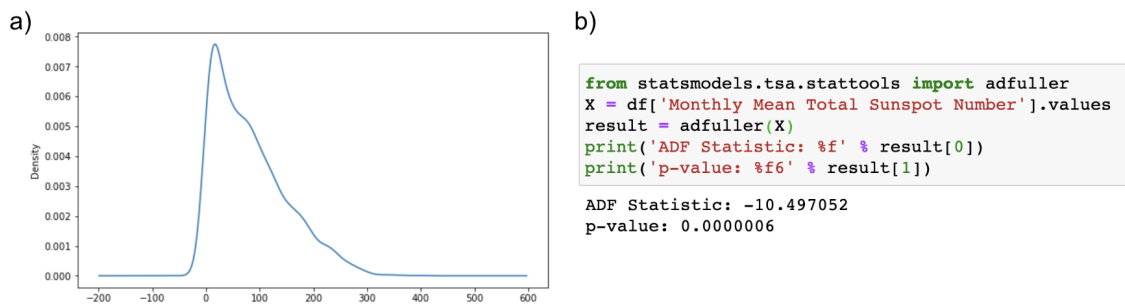 a)
0.008
0.007
0.006
0.005
0.004
0.003
0.002
0.001
0.000
Density
−200 −100 0 100 200 300 400 500 600
b)
from statsmodels.tsa.stattools import adfuller
X = df['Monthly Mean Total Sunspot Number'].values
result = adfuller(X)
print('ADF Statistic: %f' % result[0])
print('p-value: %f6' % result[1])
ADF Statistic: -10.497052
p-value: 0.0000006